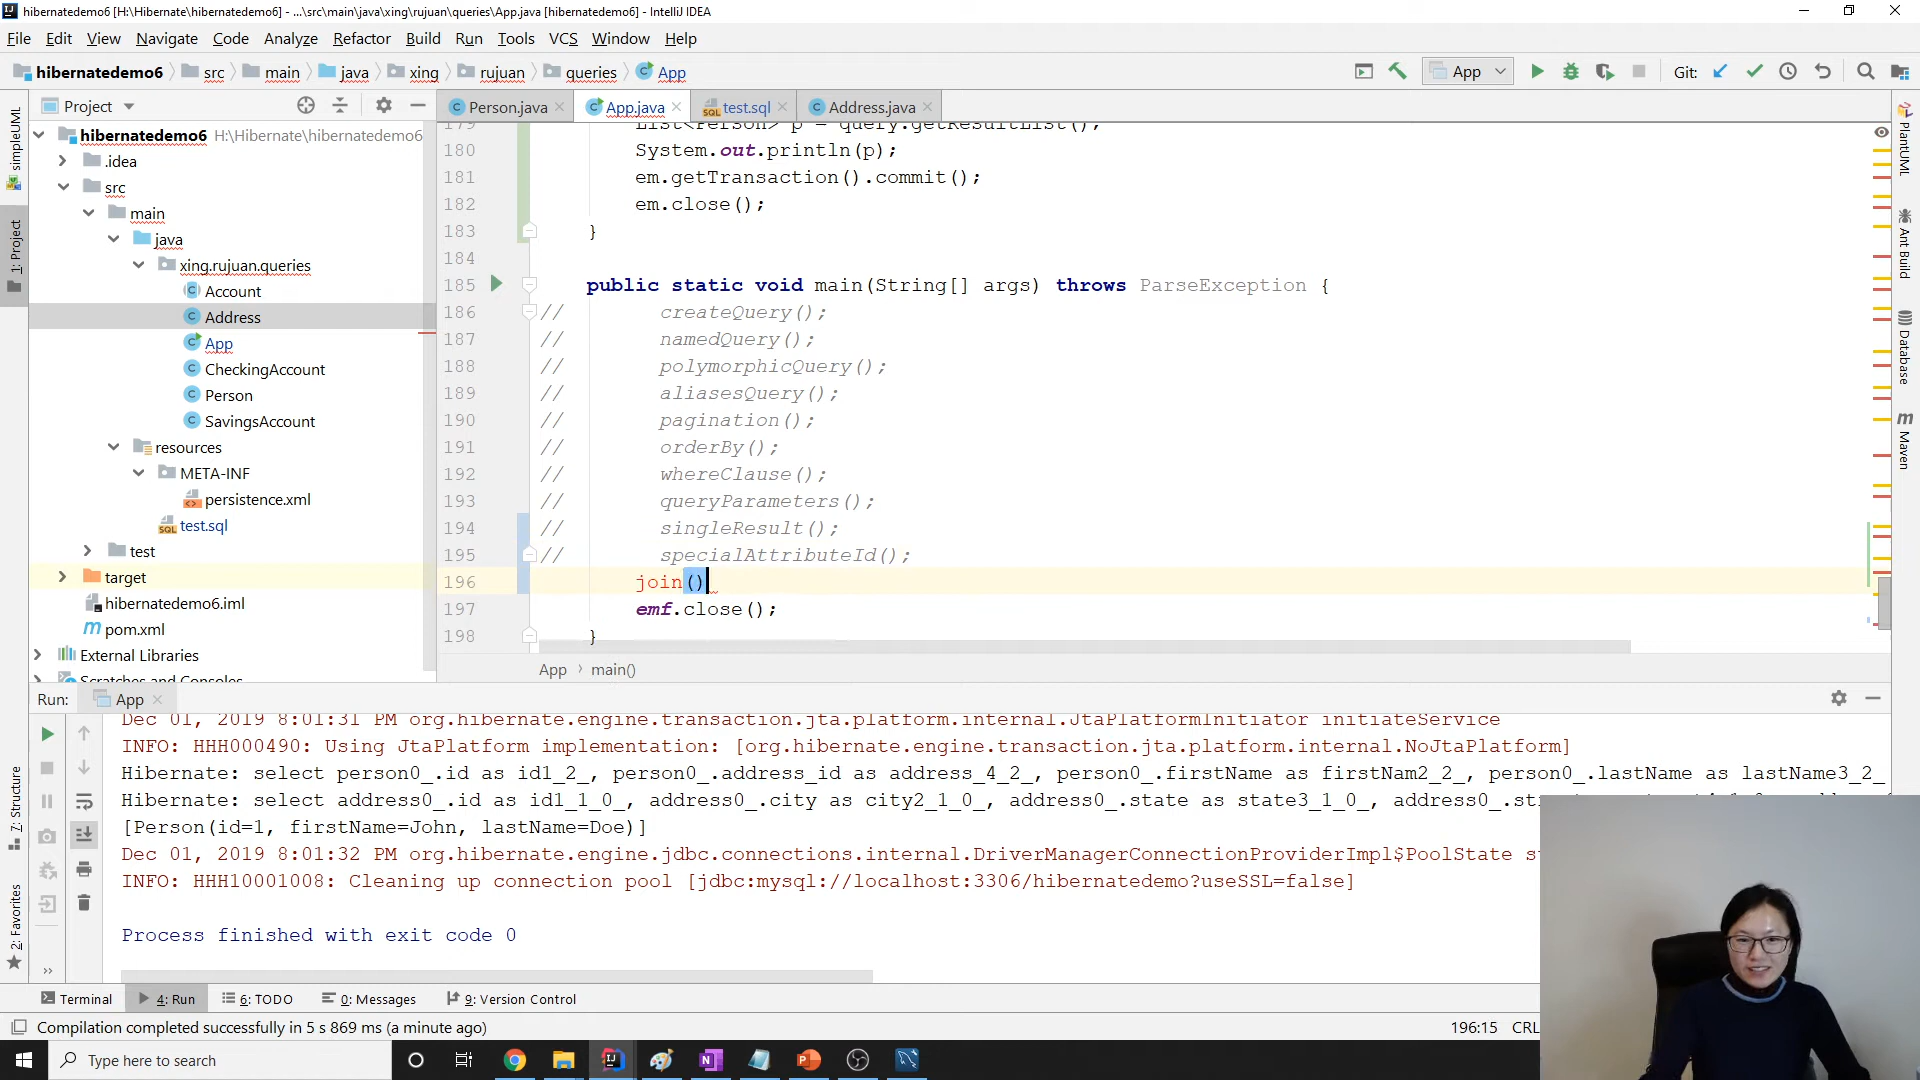 hibernatedemo6 [H:\Hibernate\hibernatedemo6] - ...\src\main\java\xing\rujuan\queries\App.java [hibernatedemo6] - IntelliJ IDEA
File Edit View Navigate Code Analyze Refactor Build Run Tools VCS Window Help
hibernatedemo6 src main java xing rujuan queries App
App
Git:
Project
Person.java
App.java
test.sql
Address.java
simpleUML
1: Project
7: Structure
2: Favorites
hibernatedemo6 H:\Hibernate\hibernatedemo6
.idea
src
main
java
xing.rujuan.queries
Account
Address
App
CheckingAccount
Person
SavingsAccount
resources
META-INF
persistence.xml
test.sql
test
target
hibernatedemo6.iml
pom.xml
External Libraries
Scratches and Consoles
179 List<Person> p = query.getResultList();
180 System.out.println(p);
181 em.getTransaction().commit();
182 em.close();
183 }
184
185 public static void main(String[] args) throws ParseException {
186 // createQuery();
187 // namedQuery();
188 // polymorphicQuery();
189 // aliasesQuery();
190 // pagination();
191 // orderBy();
192 // whereClause();
193 // queryParameters();
194 // singleResult();
195 // specialAttributeId();
196 join()
197 emf.close();
198 }
App › main()
PlantUML
Ant Build
Database
Maven
Run: App
Dec 01, 2019 8:01:31 PM org.hibernate.engine.transaction.jta.platform.internal.JtaPlatformInitiator initiateService
INFO: HHH000490: Using JtaPlatform implementation: [org.hibernate.engine.transaction.jta.platform.internal.NoJtaPlatform]
Hibernate: select person0_.id as id1_2_, person0_.address_id as address_4_2_, person0_.firstName as firstNam2_2_, person0_.lastName as lastName3_2_
Hibernate: select address0_.id as id1_1_0_, address0_.city as city2_1_0_, address0_.state as state3_1_0_,
[Person(id=1, firstName=John, lastName=Doe)]
Dec 01, 2019 8:01:32 PM org.hibernate.engine.jdbc.connections.internal.DriverManagerConnectionProviderImpl$PoolState
INFO: HHH10001008: Cleaning up connection pool [jdbc:mysql://localhost:3306/hibernatedemo?useSSL=false]
Process finished with exit code 0
Terminal 4: Run 6: TODO 0: Messages 9: Version Control
Compilation completed successfully in 5 s 869 ms (a minute ago)
196:15 CRL
Type here to search